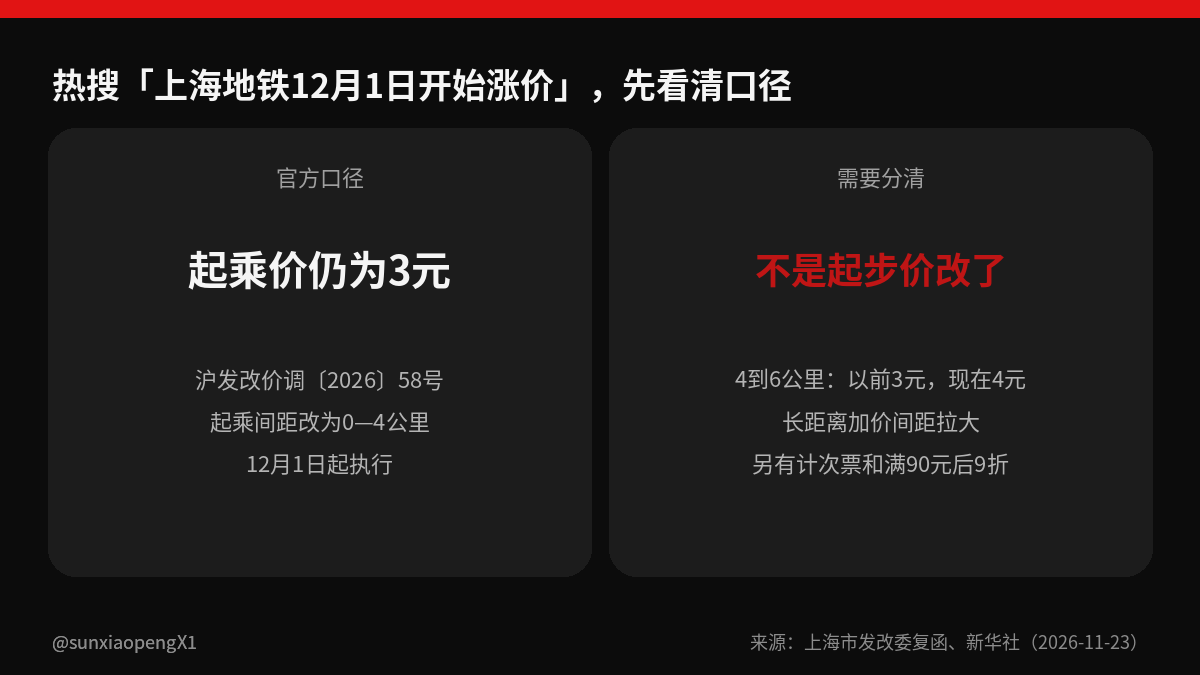 热搜「上海地铁12月1日开始涨价」，先看清口径
官方口径
起乘价仍为3元
沪发改价调〔2026〕58号
起乘间距改为0—4公里
12月1日起执行
需要分清
不是起步价改了
4到6公里：以前3元，现在4元
长距离加价间距拉大
另有计次票和满90元后9折
@sunxiaopengX1
来源：上海市发改委复函、新华社（2026-11-23）